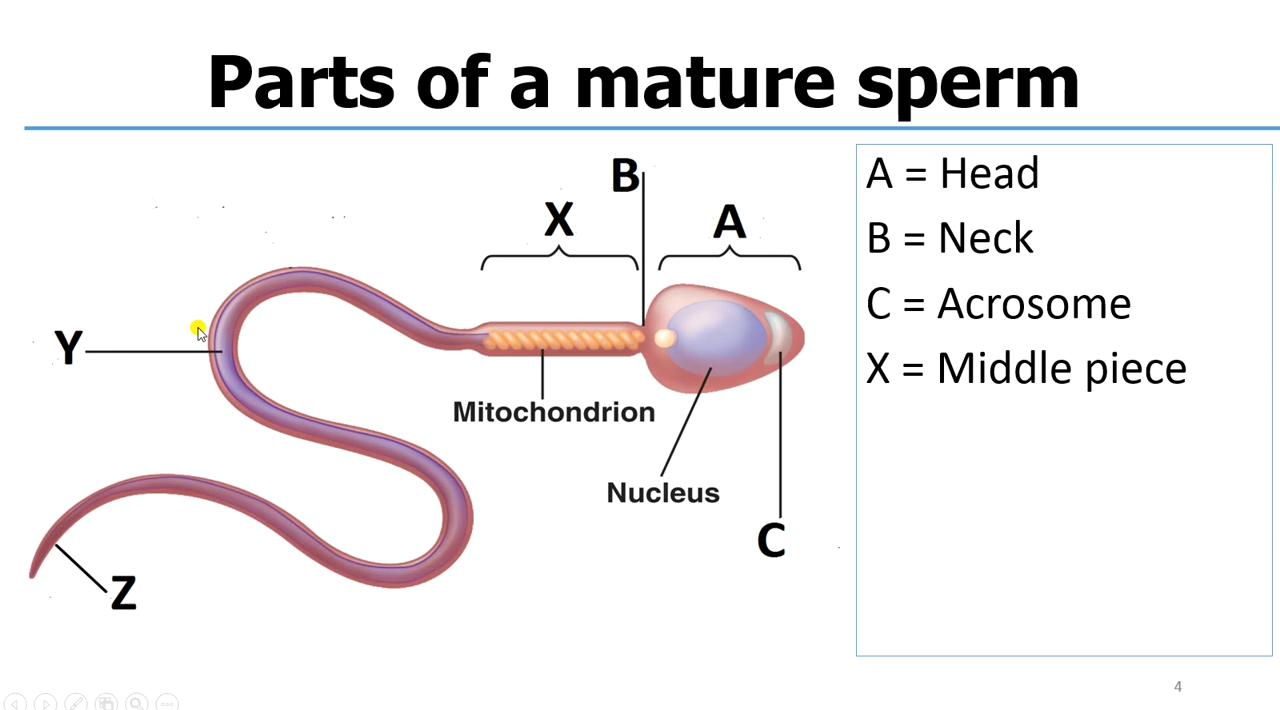 Parts of a mature sperm
B
X
A
Y
Mitochondrion
Nucleus
C
Z
A = Head
B = Neck
C = Acrosome
X = Middle piece
4